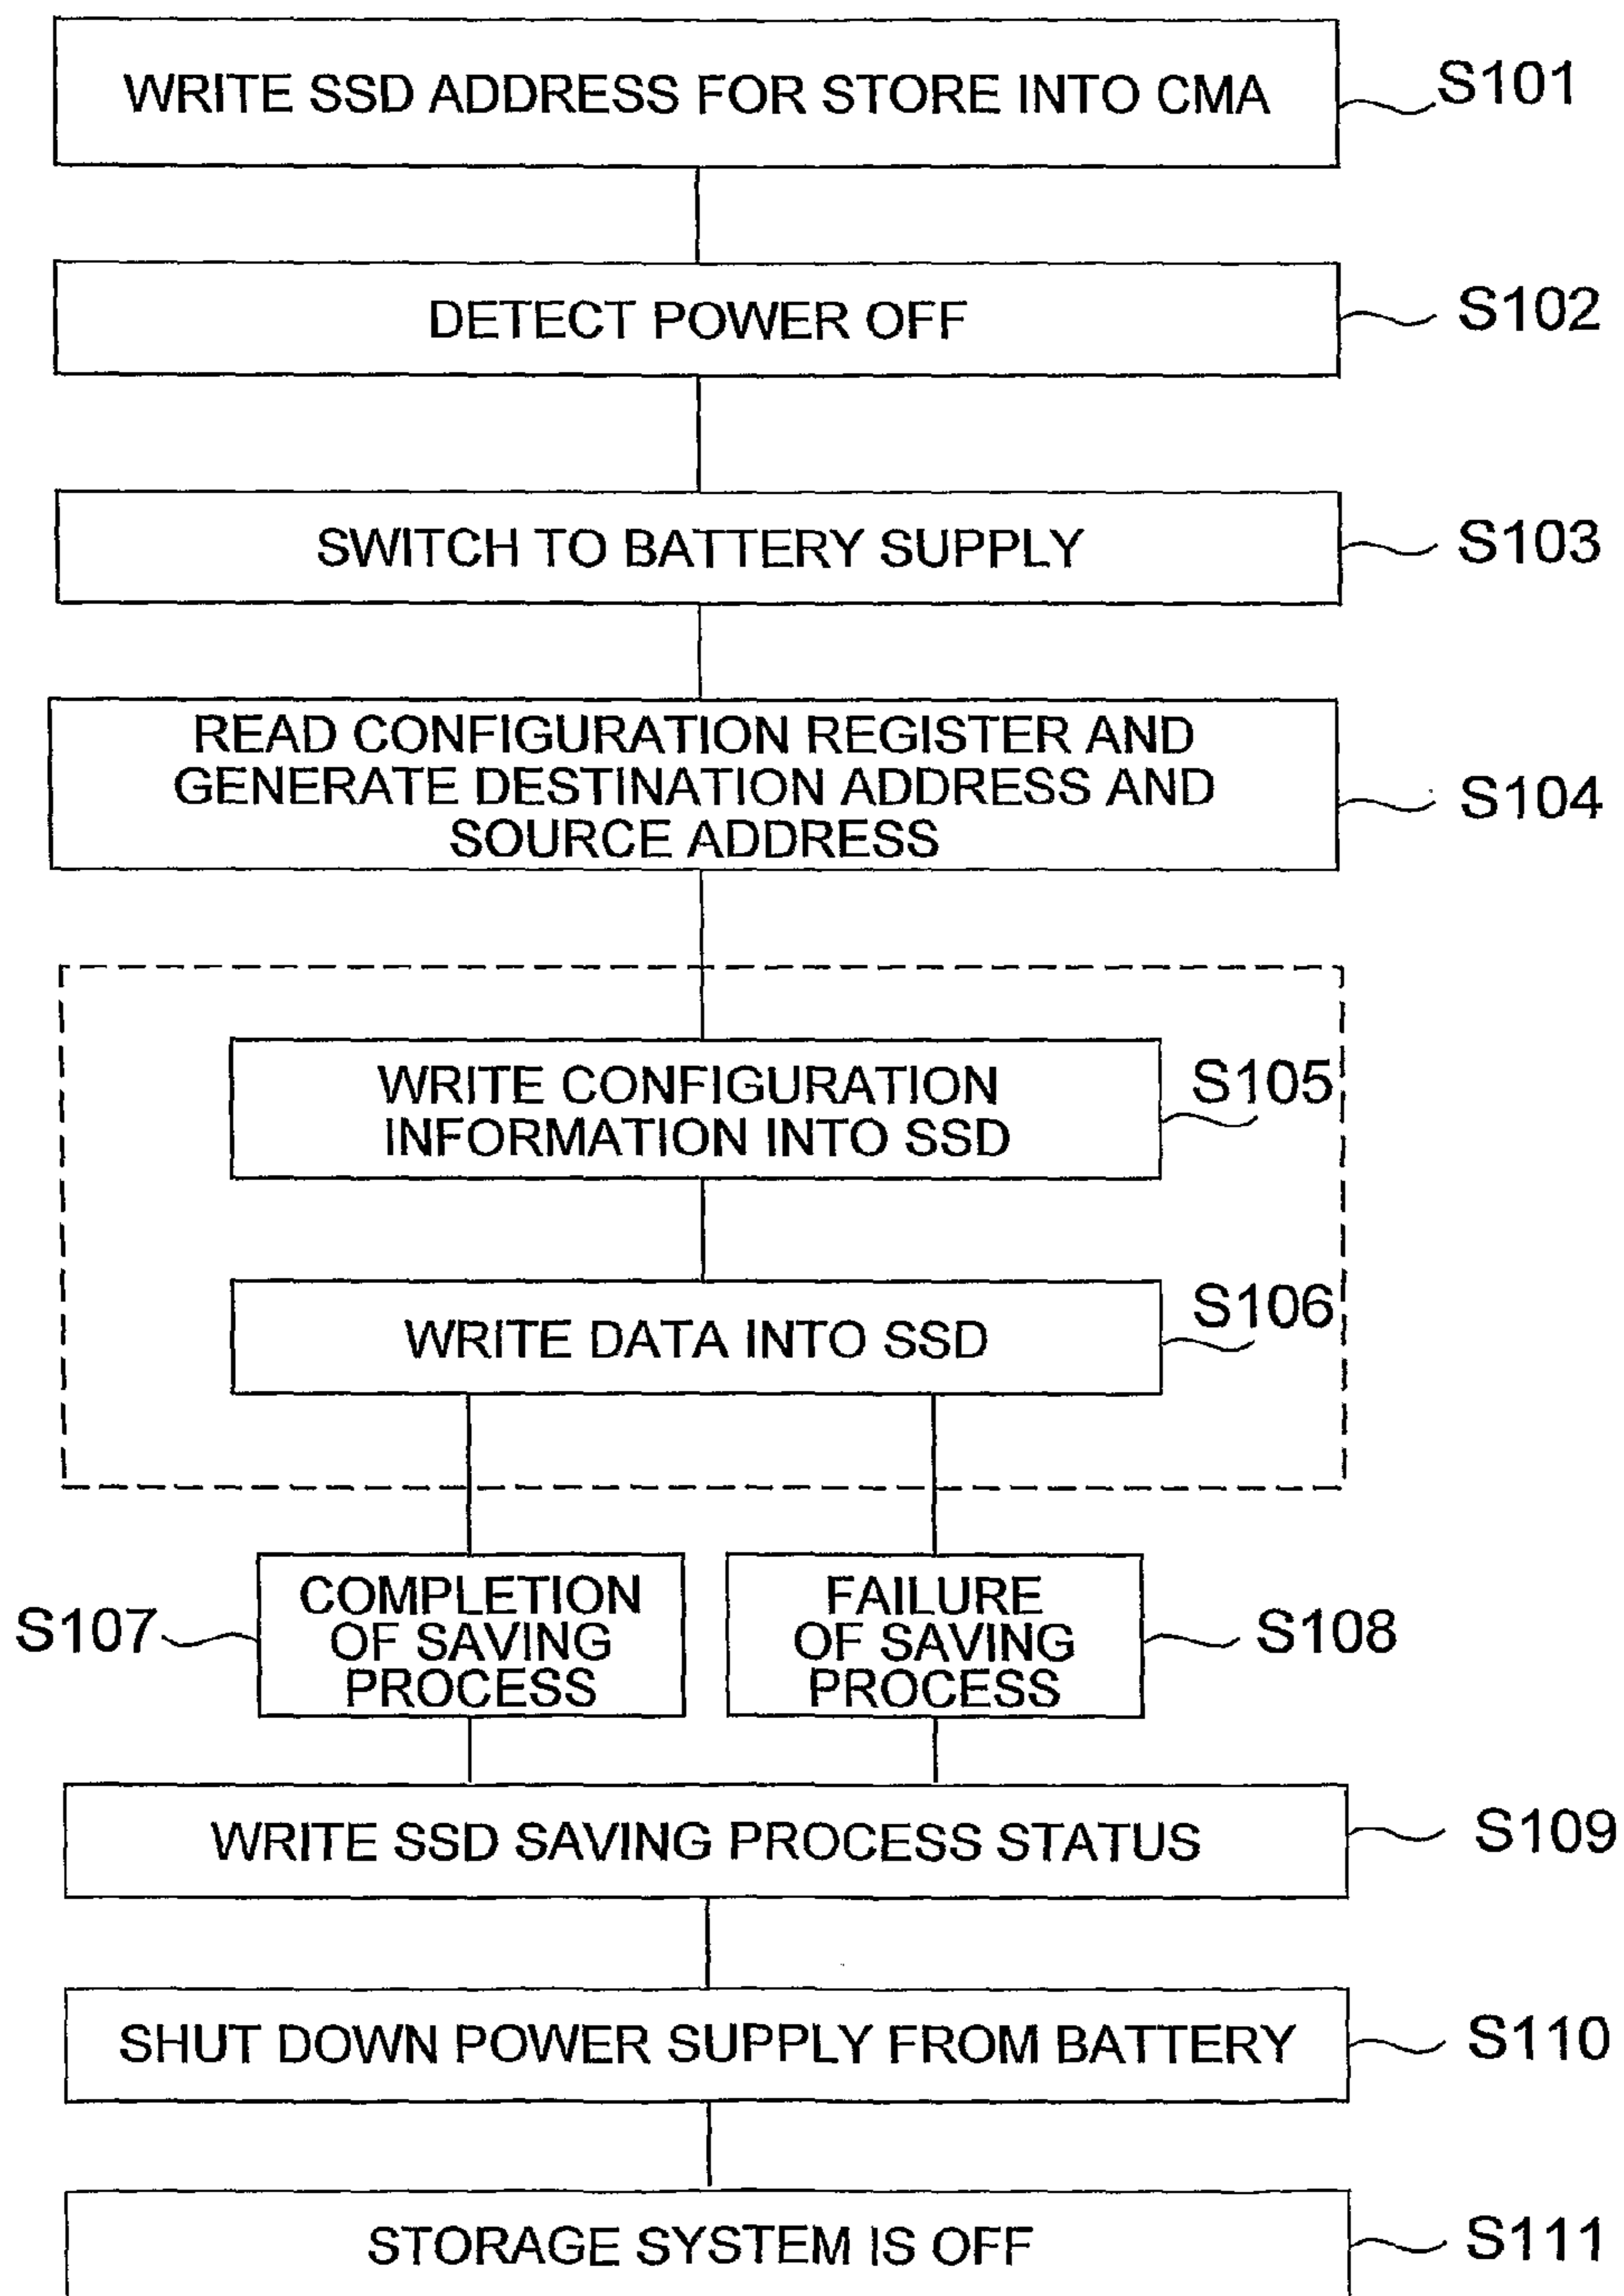 WRITE SSD ADDRESS FOR STORE INTO CMA
S101
DETECT POWER OFF
S102
SWITCH TO BATTERY SUPPLY
S103
READ CONFIGURATION REGISTER AND
GENERATE DESTINATION ADDRESS AND
SOURCE ADDRESS
S104
WRITE CONFIGURATION
INFORMATION INTO SSD
S105
WRITE DATA INTO SSD
S106
S107
COMPLETION
OF SAVING
PROCESS
FAILURE
OF SAVING
PROCESS
S108
WRITE SSD SAVING PROCESS STATUS
S109
SHUT DOWN POWER SUPPLY FROM BATTERY
S110
STORAGE SYSTEM IS OFF
S111